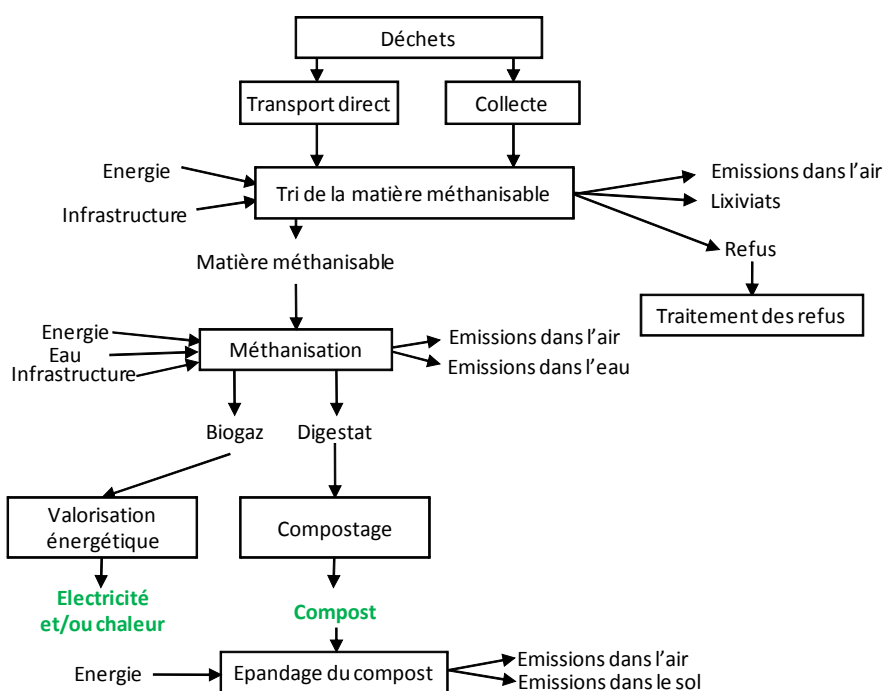 Déchets
Transport direct
Collecte
Energie
Infrastructure
Tri de la matière méthanisable
Emissions dans l'air
Lixiviats
Refus
Matière méthanisable
Traitement des refus
Energie
Eau
Infrastructure
Méthanisation
Emissions dans l'air
Emissions dans l'eau
Biogaz
Digestat
Valorisation
énergétique
Compostage
Electricité
et/ou chaleur
Compost
Energie
Epandage du compost
Emissions dans l'air
Emissions dans le sol